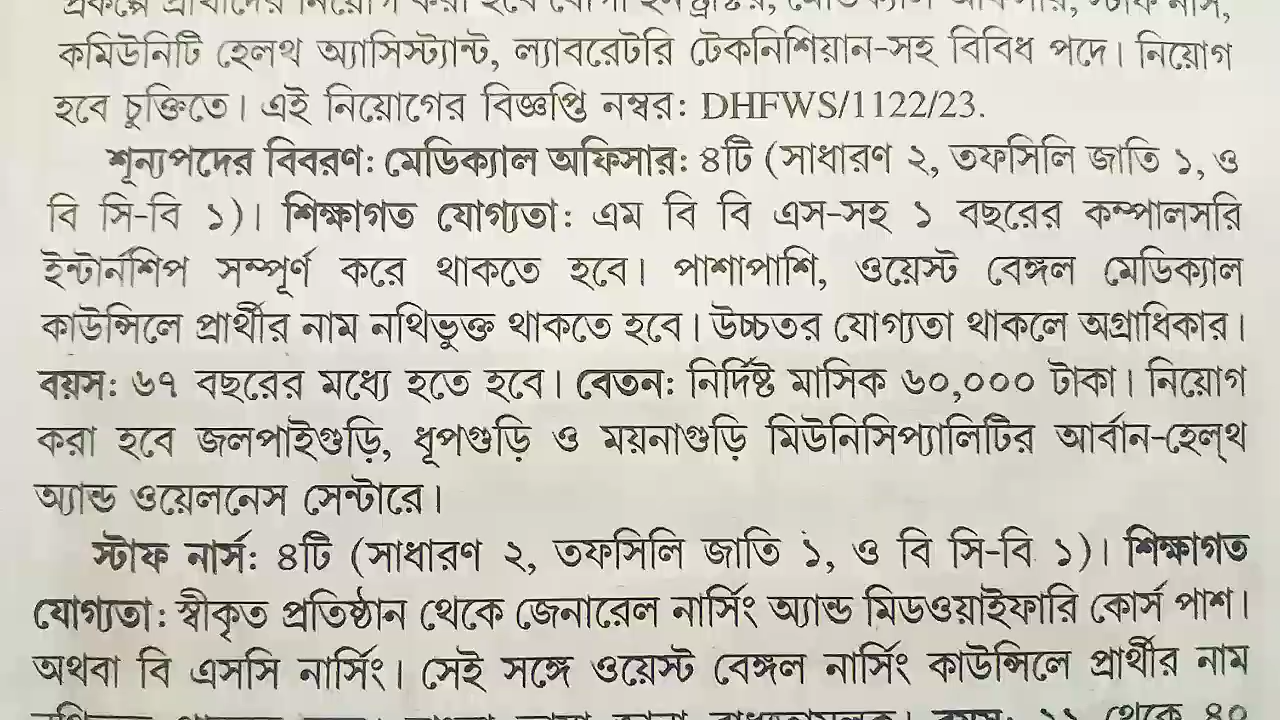 কমিউনিটি হেলথ অ্যাসিস্ট্যান্ট, ল্যাবরেটরি টেকনিশিয়ান-সহ বিবিধ পদে। নিয়োগ
হবে চুক্তিতে। এই নিয়োগের বিজ্ঞপ্তি নম্বর: DHFWS/1122/23.
শূন্যপদের বিবরণ: মেডিক্যাল অফিসার: ৪টি (সাধারণ ২, তফসিলি জাতি ১, ও
বি সি-বি ১)। শিক্ষাগত যোগ্যতা: এম বি বি এস-সহ ১ বছরের কম্পালসরি
ইন্টার্নশিপ সম্পূর্ণ করে থাকতে হবে। পাশাপাশি, ওয়েস্ট বেঙ্গল মেডিক্যাল
কাউন্সিলে প্রার্থীর নাম নথিভুক্ত থাকতে হবে। উচ্চতর যোগ্যতা থাকলে অগ্রাধিকার।
বয়স: ৬৭ বছরের মধ্যে হতে হবে। বেতন: নির্দিষ্ট মাসিক ৬০,০০০ টাকা। নিয়োগ
করা হবে জলপাইগুড়ি, ধূপগুড়ি ও ময়নাগুড়ি মিউনিসিপ্যালিটির আর্বান-হেল্‌থ
অ্যান্ড ওয়েলনেস সেন্টারে।
স্টাফ নার্স: ৪টি (সাধারণ ২, তফসিলি জাতি ১, ও বি সি-বি ১)। শিক্ষাগত
যোগ্যতা: স্বীকৃত প্রতিষ্ঠান থেকে জেনারেল নার্সিং অ্যান্ড মিডওয়াইফারি কোর্স পাশ।
অথবা বি এসসি নার্সিং। সেই সঙ্গে ওয়েস্ট বেঙ্গল নার্সিং কাউন্সিলে প্রার্থীর নাম